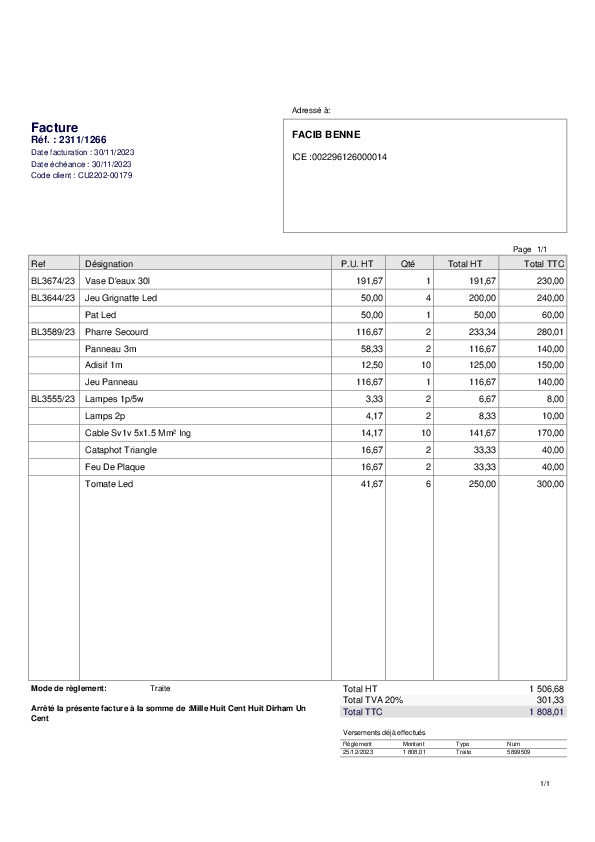 Adressé à:
Facture
Réf. : 2311/1266
Date facturation : 30/11/2023
Date échéance : 30/11/2023
Code client : CU2202-00179
FACIB BENNE
ICE :002296126000014
Page 1/1
Ref Désignation P.U. HT Qté Total HT Total TTC
BL3674/23 Vase D'eaux 30l 191,67 1 191,67 230,00
BL3644/23 Jeu Grignatte Led 50,00 4 200,00 240,00
Pat Led 50,00 1 50,00 60,00
BL3589/23 Pharre Secourd 116,67 2 233,34 280,01
Panneau 3m 58,33 2 116,67 140,00
Adisif 1m 12,50 10 125,00 150,00
Jeu Panneau 116,67 1 116,67 140,00
BL3555/23 Lampes 1p/5w 3,33 2 6,67 8,00
Lamps 2p 4,17 2 8,33 10,00
Cable Sv1v 5x1.5 Mm² Ing 14,17 10 141,67 170,00
Cataphot Triangle 16,67 2 33,33 40,00
Feu De Plaque 16,67 2 33,33 40,00
Tomate Led 41,67 6 250,00 300,00
Mode de règlement: Traite
Arrêté la présente facture à la somme de :Mille Huit Cent Huit Dirham Un
Cent
Total HT 1 506,68
Total TVA 20% 301,33
Total TTC 1 808,01
Versements déjà effectués
Règlement Montant Type Num
25/12/2023 1 808,01 Traite 5899509
1/1